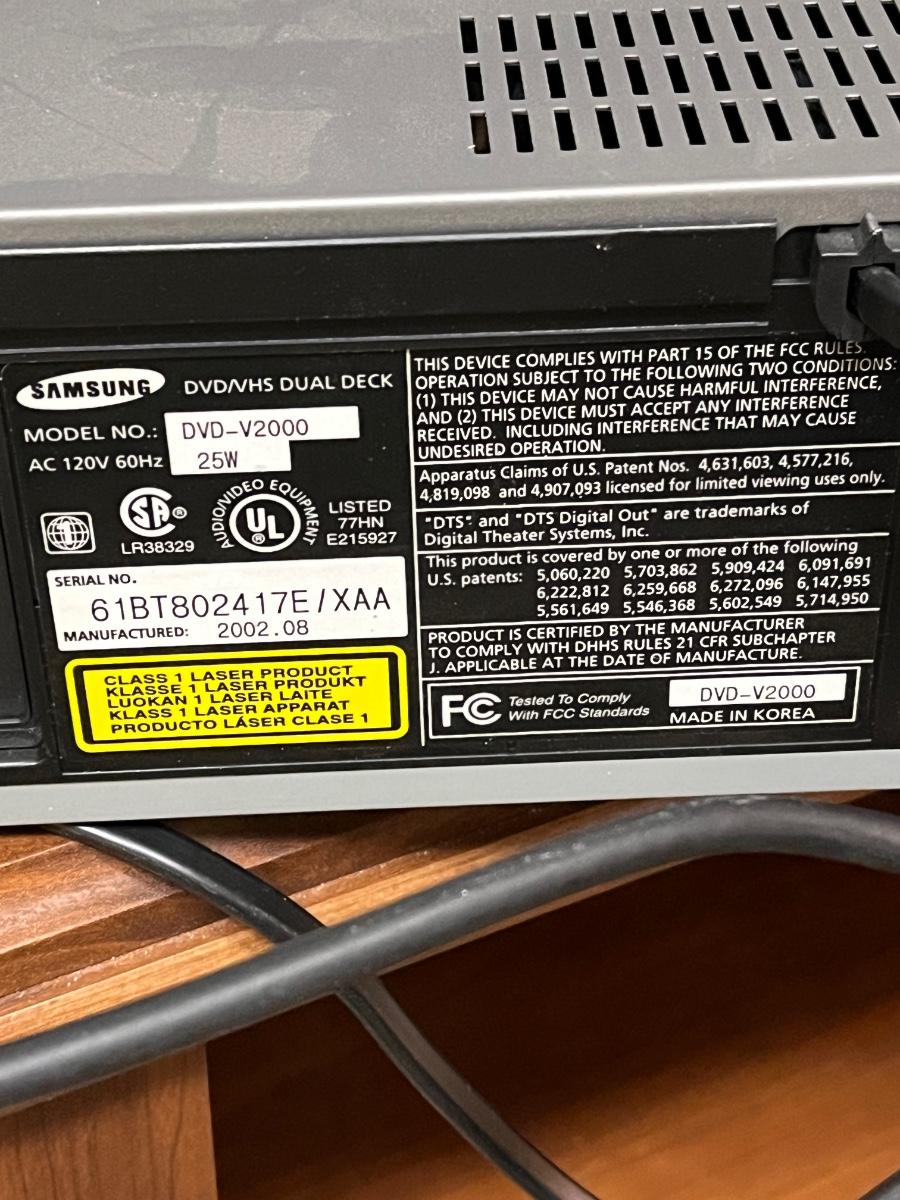 SAMSUNG DVD/VHS DUAL DECK
MODEL NO.: DVD-V2000
AC 120V 60Hz 25W
SA®
LR38329
AUDIO/VIDEO EQUIPMENT
UL®
LISTED
77HN
E215927
SERIAL NO.
61BT802417E/XAA
MANUFACTURED: 2002.08
CLASS 1 LASER PRODUCT
KLASSE 1 LASER PRODUKT
LUOKAN 1 LASER LAITE
KLASS 1 LASER APPARAT
PRODUCTO LÁSER CLASE 1
THIS DEVICE COMPLIES WITH PART 15 OF THE FCC RULES.
OPERATION SUBJECT TO THE FOLLOWING TWO CONDITIONS:
(1) THIS DEVICE MAY NOT CAUSE HARMFUL INTERFERENCE,
AND (2) THIS DEVICE MUST ACCEPT ANY INTERFERENCE
RECEIVED. INCLUDING INTERFERENCE THAT MAY CAUSE
UNDESIRED OPERATION.
Apparatus Claims of U.S. Patent Nos. 4,631,603, 4,577,216,
4,819,098 and 4,907,093 licensed for limited viewing uses only.
"DTS" and "DTS Digital Out" are trademarks of
Digital Theater Systems, Inc.
This product is covered by one or more of the following
U.S. patents: 5,060,220 5,703,862 5,909,424 6,091,691
6,222,812 6,259,668 6,272,096 6,147,955
5,561,649 5,546,368 5,602,549 5,714,950
PRODUCT IS CERTIFIED BY THE MANUFACTURER
TO COMPLY WITH DHHS RULES 21 CFR SUBCHAPTER
J. APPLICABLE AT THE DATE OF MANUFACTURE.
FC Tested To Comply
With FCC Standards
DVD-V2000
MADE IN KOREA